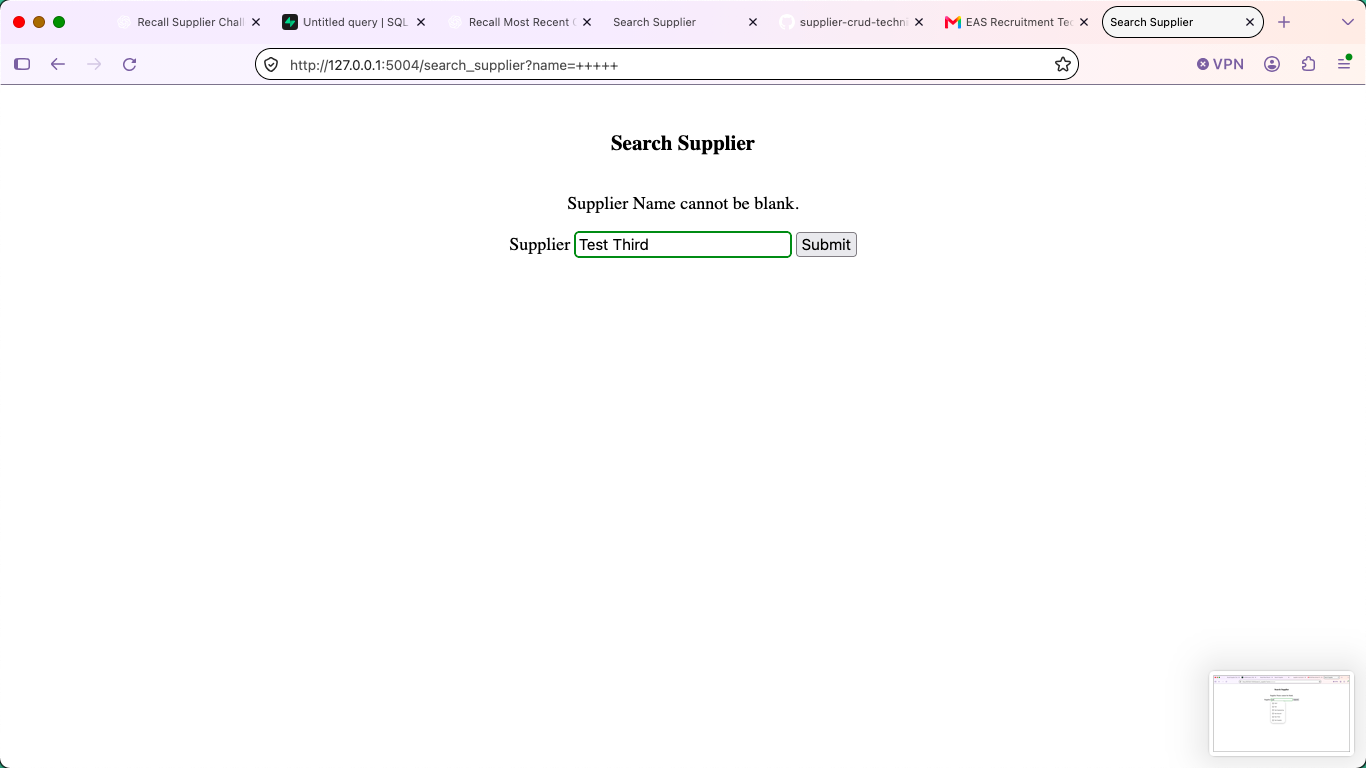 Recall Supplier Chall
Untitled query | SQL
Recall Most Recent
Search Supplier
supplier-crud-techni
EAS Recruitment Tec
Search Supplier
http://127.0.0.1:5004/search_supplier?name=+++++
VPN
Search Supplier
Supplier Name cannot be blank.
Supplier Test Third Submit